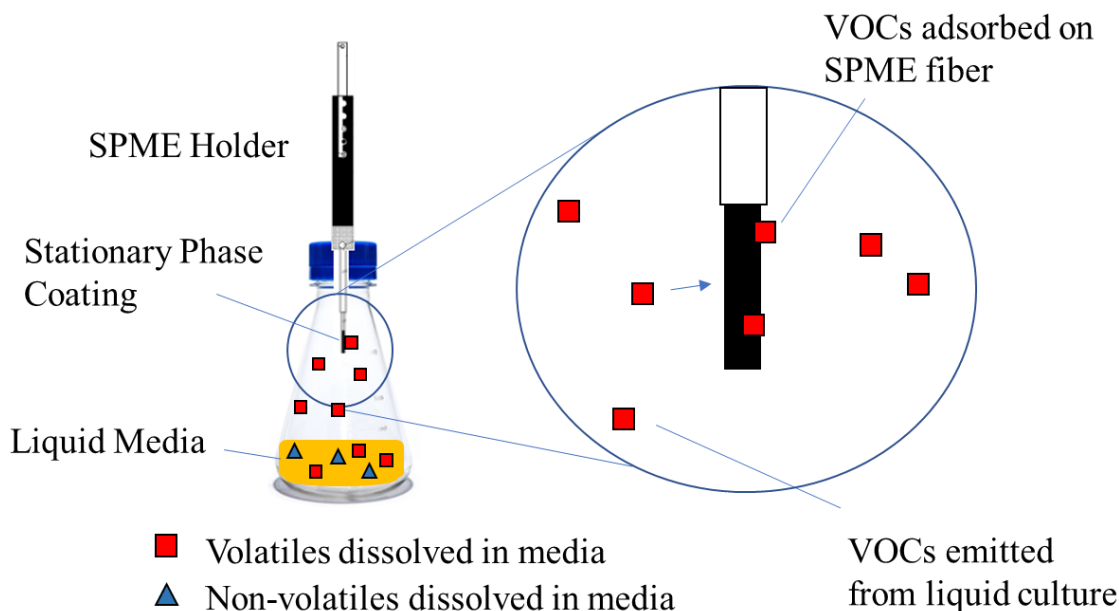 VOCs adsorbed on
SPME fiber
SPME Holder
Stationary Phase
Coating
Liquid Media
Volatiles dissolved in media
Non-volatiles dissolved in media
VOCs emitted
from liquid culture